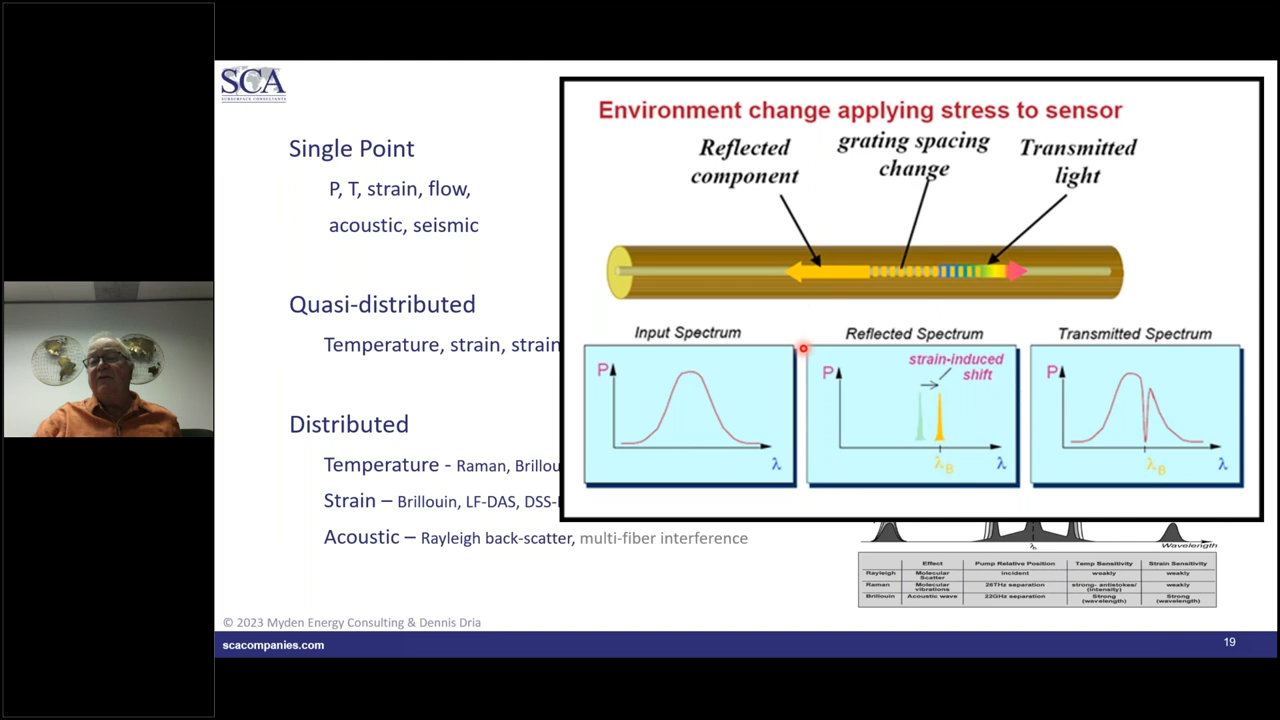 SCA
SUBSURFACE CONSULTANTS
Single Point
P, T, strain, flow,
acoustic, seismic
Quasi-distributed
Temperature, strain, strain
Distributed
Temperature - Raman, Brillou
Strain – Brillouin, LF-DAS, DSS-
Acoustic – Rayleigh back-scatter, multi-fiber interference
Environment change applying stress to sensor
Reflected
component
grating spacing
change
Transmitted
light
Input Spectrum
P
λ
Reflected Spectrum
P
strain-induced
shift
λB
λ
Transmitted Spectrum
P
λB
λ
Wavelength
Effect Pump Relative Position Temp Sensitivity Strain Sensitivity
Rayleigh Molecular Scatter incident weakly weakly
Raman Molecular vibrations 26THz separation strong- antistokes/ (intensity) weakly
Brillouin Acoustic wave 22GHz separation Strong (wavelength) Strong (wavelength)
© 2023 Myden Energy Consulting & Dennis Dria
scacompanies.com
19